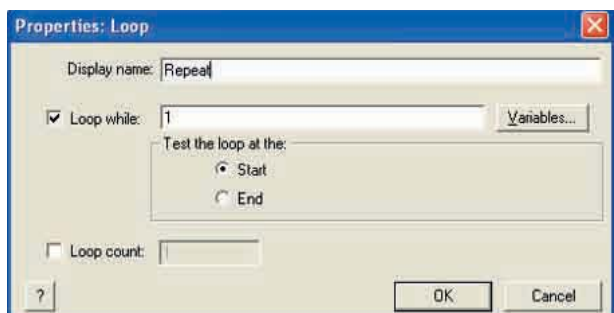 Properties: Loop
Display name: Repeat
Loop while: 1 Variables...
Test the loop at the:
Start
End
Loop count: 1
? OK Cancel